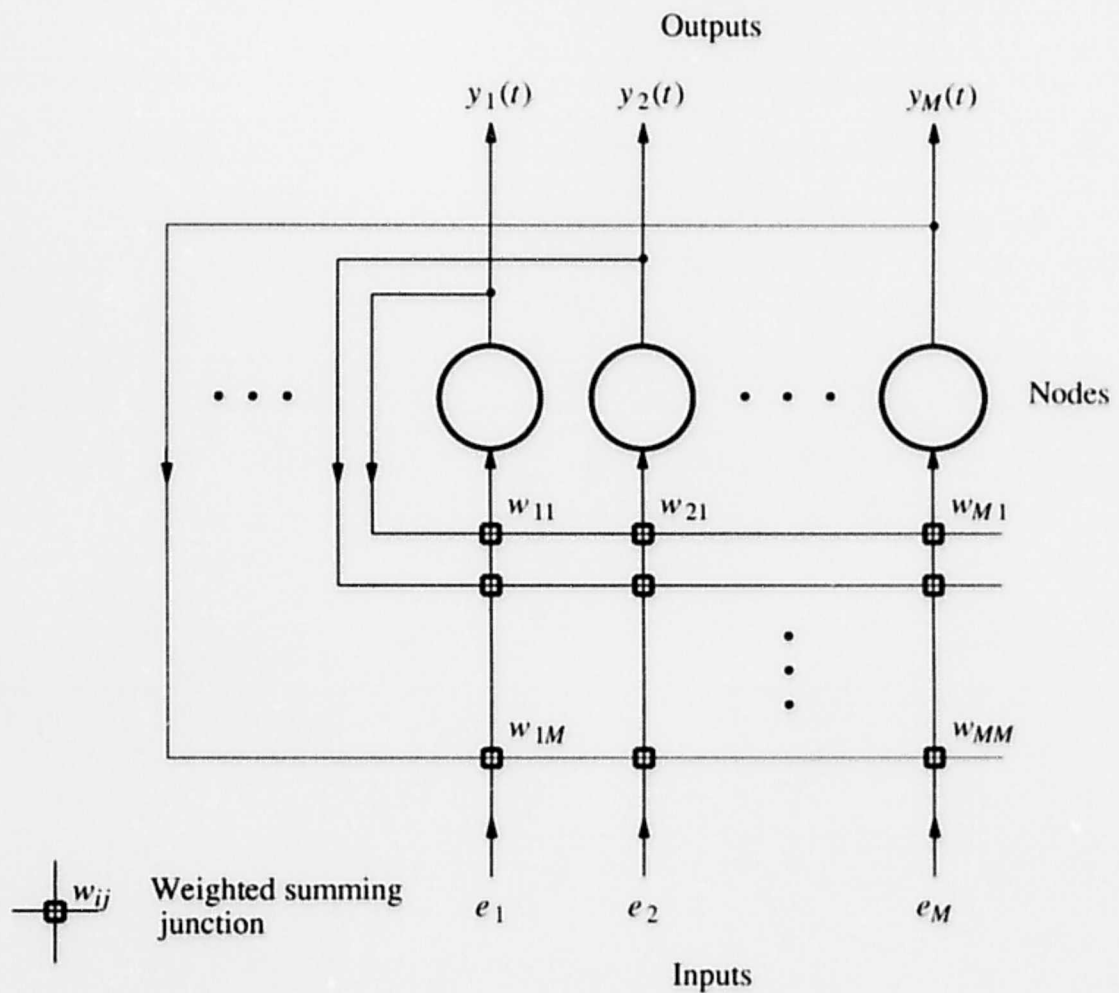 Outputs
y1(t) y2(t) yM(t)
Nodes
w11 w21 wM1
w1M wMM
wij Weighted summing
junction
e1 e2 eM
Inputs